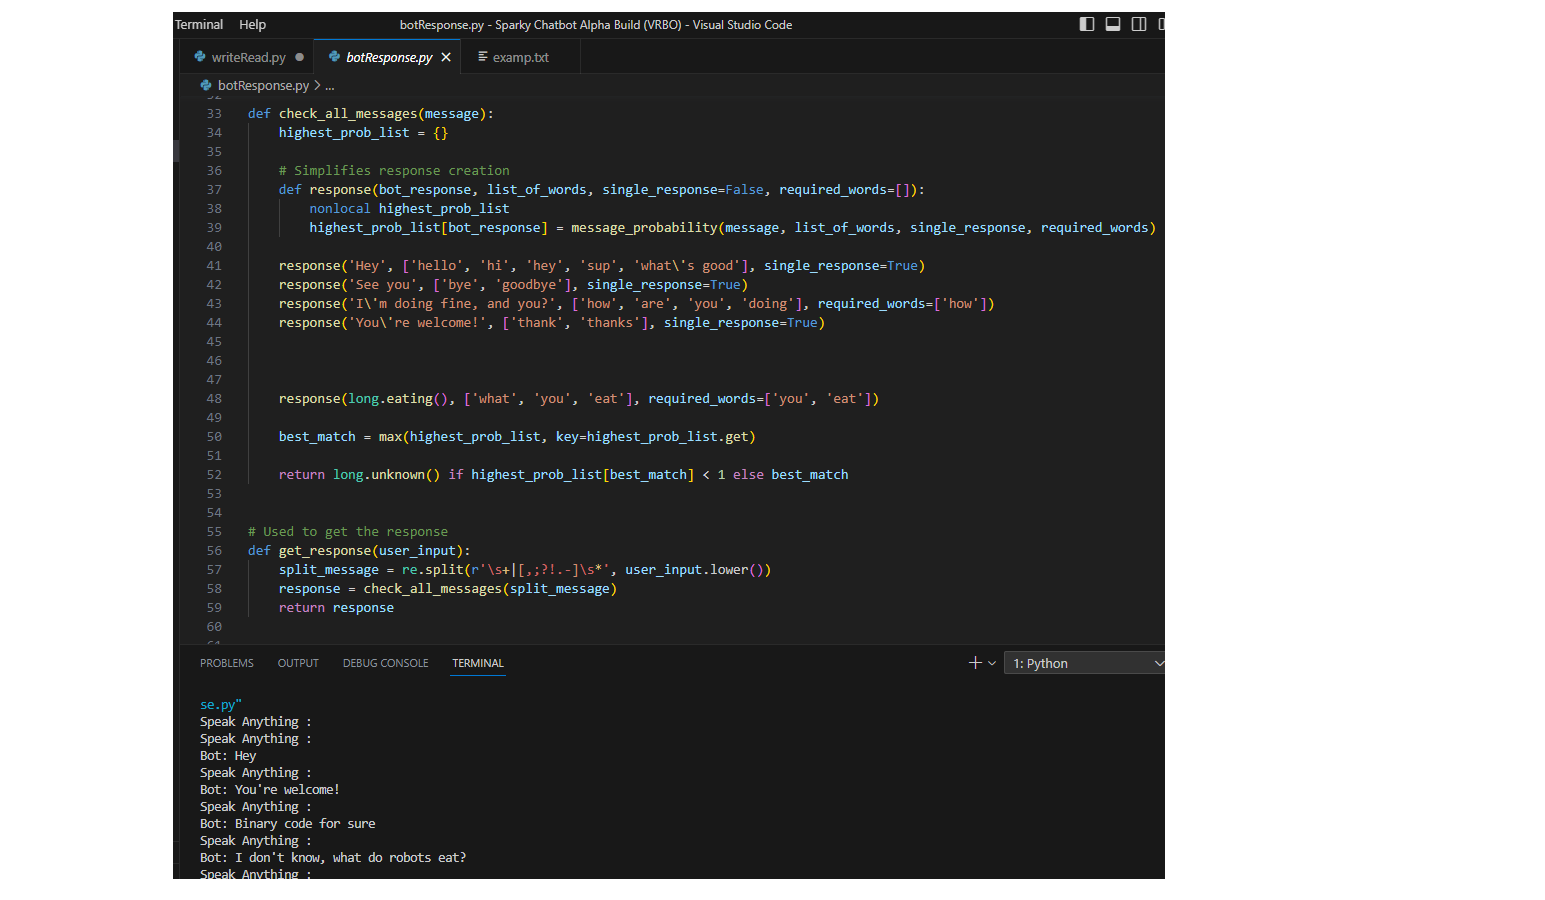 Terminal Help botResponse.py - Sparky Chatbot Alpha Build (VRBO) - Visual Studio Code
writeRead.py botResponse.py examp.txt
botResponse.py > ...
32
33 def check_all_messages(message):
34 highest_prob_list = {}
35
36 # Simplifies response creation
37 def response(bot_response, list_of_words, single_response=False, required_words=[]):
38 nonlocal highest_prob_list
39 highest_prob_list[bot_response] = message_probability(message, list_of_words, single_response, required_words)
40
41 response('Hey', ['hello', 'hi', 'hey', 'sup', 'what\'s good'], single_response=True)
42 response('See you', ['bye', 'goodbye'], single_response=True)
43 response('I\'m doing fine, and you?', ['how', 'are', 'you', 'doing'], required_words=['how'])
44 response('You\'re welcome!', ['thank', 'thanks'], single_response=True)
45
46
47
48 response(long.eating(), ['what', 'you', 'eat'], required_words=['you', 'eat'])
49
50 best_match = max(highest_prob_list, key=highest_prob_list.get)
51
52 return long.unknown() if highest_prob_list[best_match] < 1 else best_match
53
54
55 # Used to get the response
56 def get_response(user_input):
57 split_message = re.split(r'\s+|[,;?!.-]\s*', user_input.lower())
58 response = check_all_messages(split_message)
59 return response
60
61
PROBLEMS OUTPUT DEBUG CONSOLE TERMINAL 1: Python
se.py"
Speak Anything :
Speak Anything :
Bot: Hey
Speak Anything :
Bot: You're welcome!
Speak Anything :
Bot: Binary code for sure
Speak Anything :
Bot: I don't know, what do robots eat?
Speak Anything :